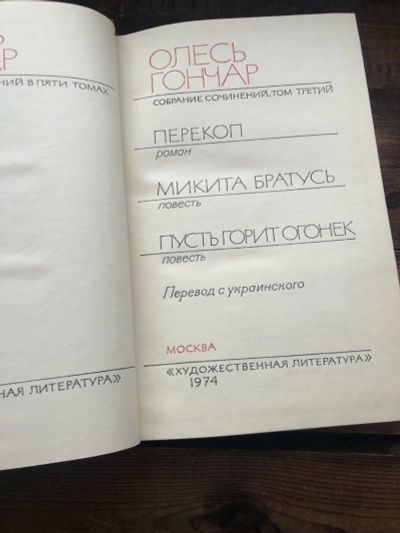 Р
АР
НИЙ В ПЯТИ ТОМАХ
НАЯ ЛИТЕРАТУРА»
ОЛЕСЬ
ГОНЧАР
СОБРАНИЕ СОЧИНЕНИЙ. ТОМ ТРЕТИЙ
ПЕРЕКОП
роман
МИКИТА БРАТУСЬ
повесть
ПУСТЬ ГОРИТ ОГОНЕК
повесть
Перевод с украинского
МОСКВА
«ХУДОЖЕСТВЕННАЯ ЛИТЕРАТУРА»
1974